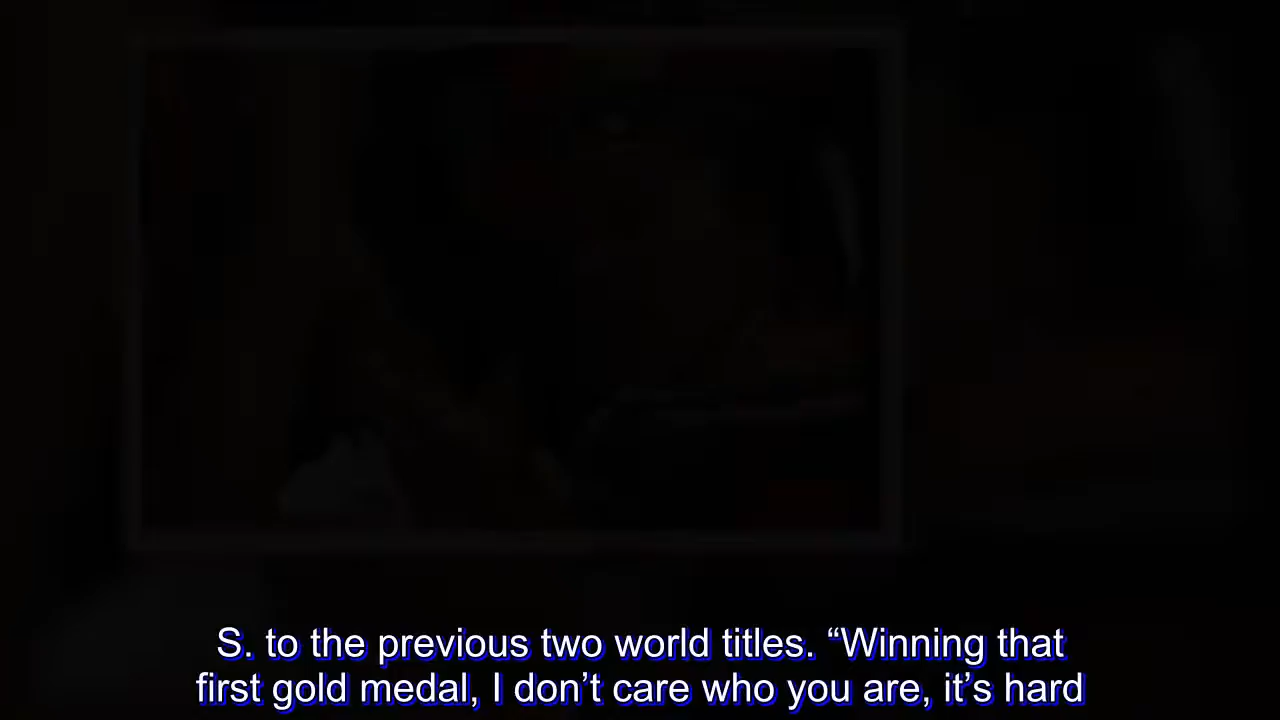 S. to the previous two world titles. “Winning that
first gold medal, I don’t care who you are, it’s hard